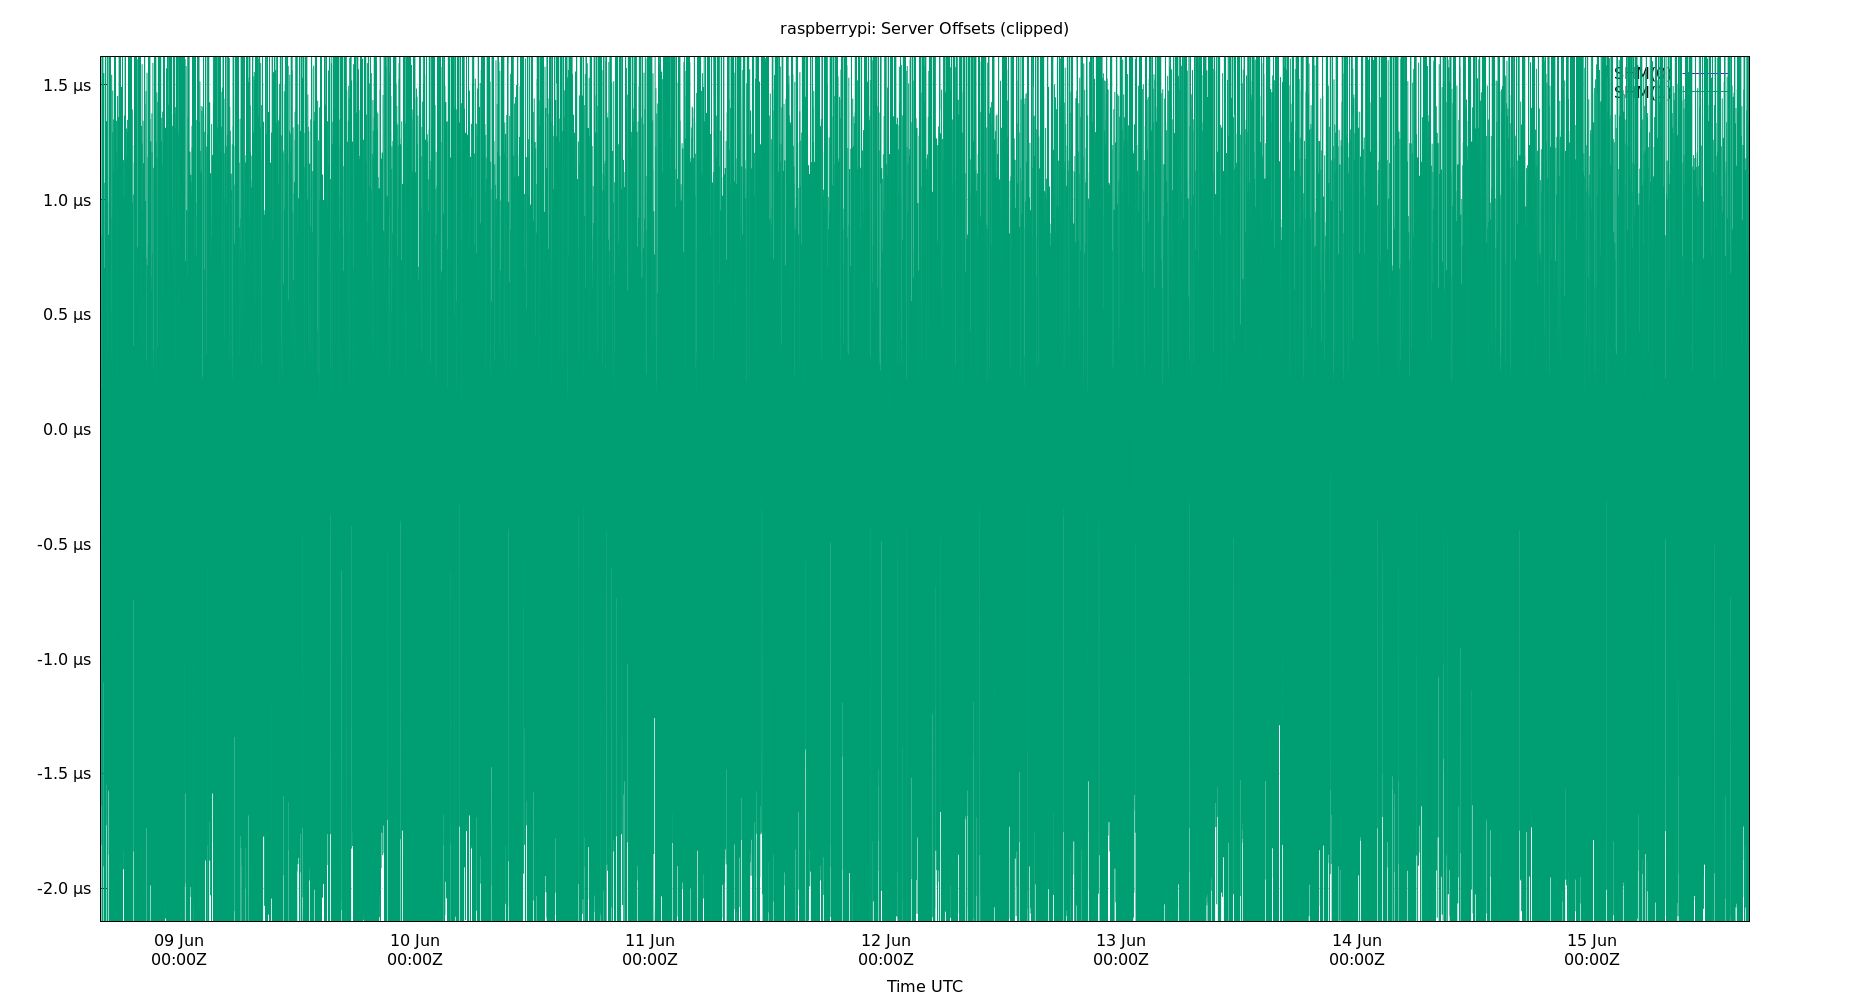 raspberrypi: Server Offsets (clipped)
1.5 µs
1.0 µs
0.5 µs
0.0 µs
-0.5 µs
-1.0 µs
-1.5 µs
-2.0 µs
09 Jun 10 Jun 11 Jun 12 Jun 13 Jun 14 Jun 15 Jun
00:00Z 00:00Z 00:00Z 00:00Z 00:00Z 00:00Z 00:00Z
Time UTC